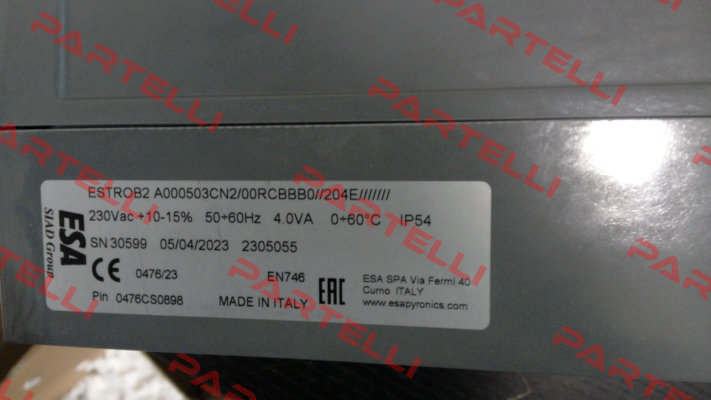 ESTROB2 A000503CN2/00RCBBB0//204E///////
230Vac +10-15% 50÷60Hz 4.0VA 0÷60°C IP54
SN 30599 05/04/2023 2305055
ESA
SIAD Group
CE 0476/23 EN746 EAC
ESA SPA Via Fermi 40
Curno ITALY
www.esapyronics.com
Pin 0476CS0898 MADE IN ITALY
PARTELLI
PARTELLI
PARTELLI
PARTELLI
PARTELLI
PARTELLI